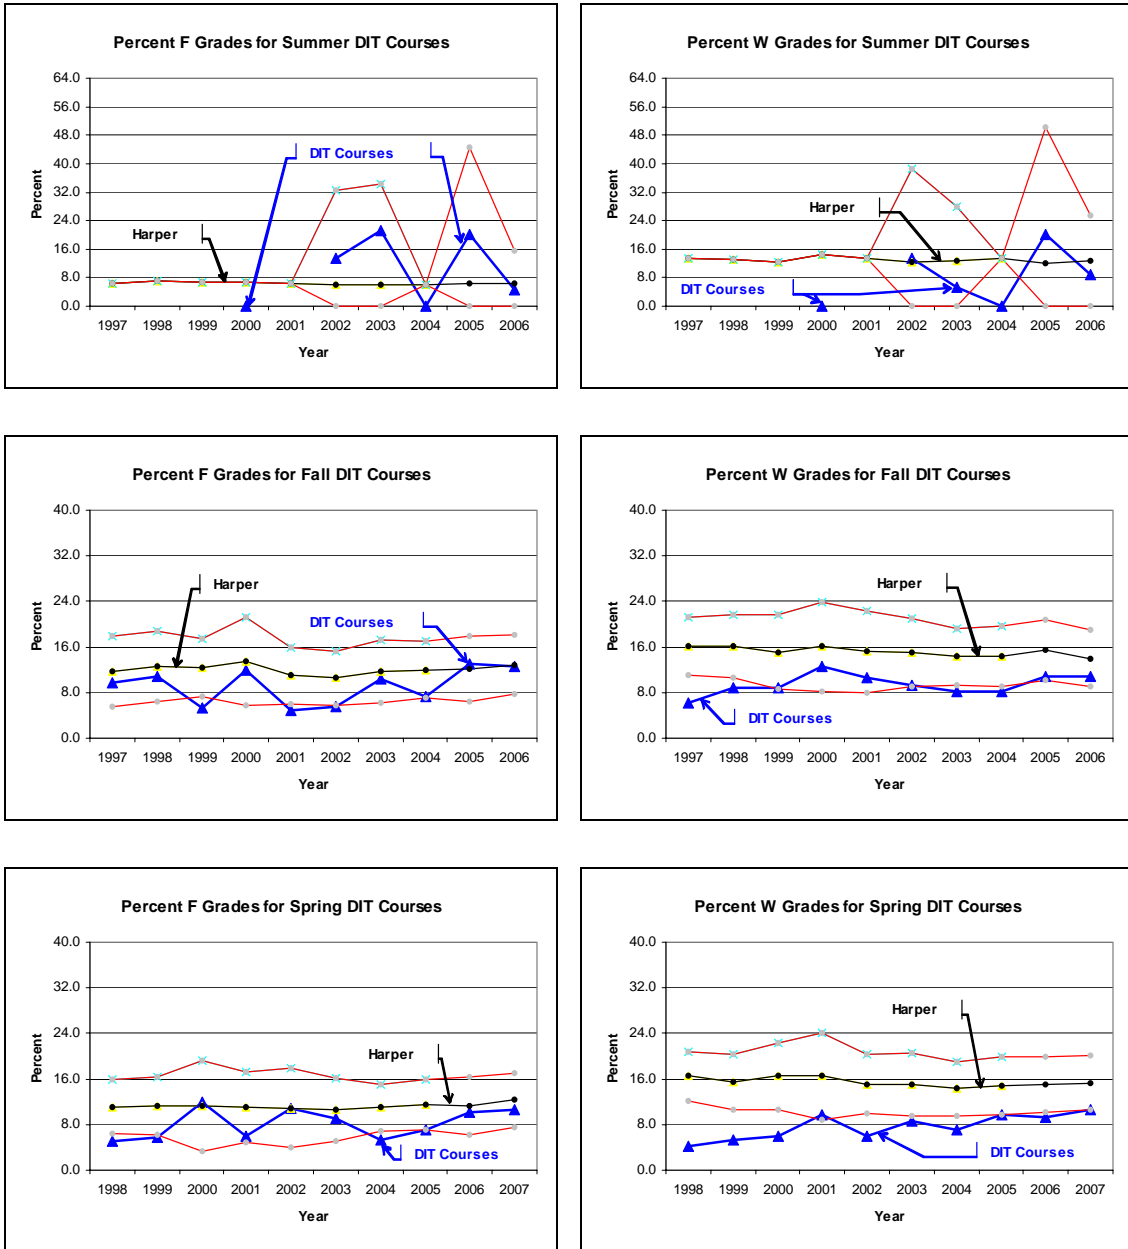 Percent F Grades for Summer DIT Courses
64.0
56.0
48.0
40.0
32.0
24.0
16.0
8.0
0.0
Percent
DIT Courses
Harper
1997 1998 1999 2000 2001 2002 2003 2004 2005 2006
Year
Percent W Grades for Summer DIT Courses
64.0
56.0
48.0
40.0
32.0
24.0
16.0
8.0
0.0
Percent
Harper
DIT Courses
1997 1998 1999 2000 2001 2002 2003 2004 2005 2006
Year
Percent F Grades for Fall DIT Courses
40.0
32.0
24.0
16.0
8.0
0.0
Percent
Harper
DIT Courses
1997 1998 1999 2000 2001 2002 2003 2004 2005 2006
Year
Percent W Grades for Fall DIT Courses
40.0
32.0
24.0
16.0
8.0
0.0
Percent
Harper
DIT Courses
1997 1998 1999 2000 2001 2002 2003 2004 2005 2006
Year
Percent F Grades for Spring DIT Courses
40.0
32.0
24.0
16.0
8.0
0.0
Percent
Harper
DIT Courses
1998 1999 2000 2001 2002 2003 2004 2005 2006 2007
Year
Percent W Grades for Spring DIT Courses
40.0
32.0
24.0
16.0
8.0
0.0
Percent
Harper
DIT Courses
1998 1999 2000 2001 2002 2003 2004 2005 2006 2007
Year